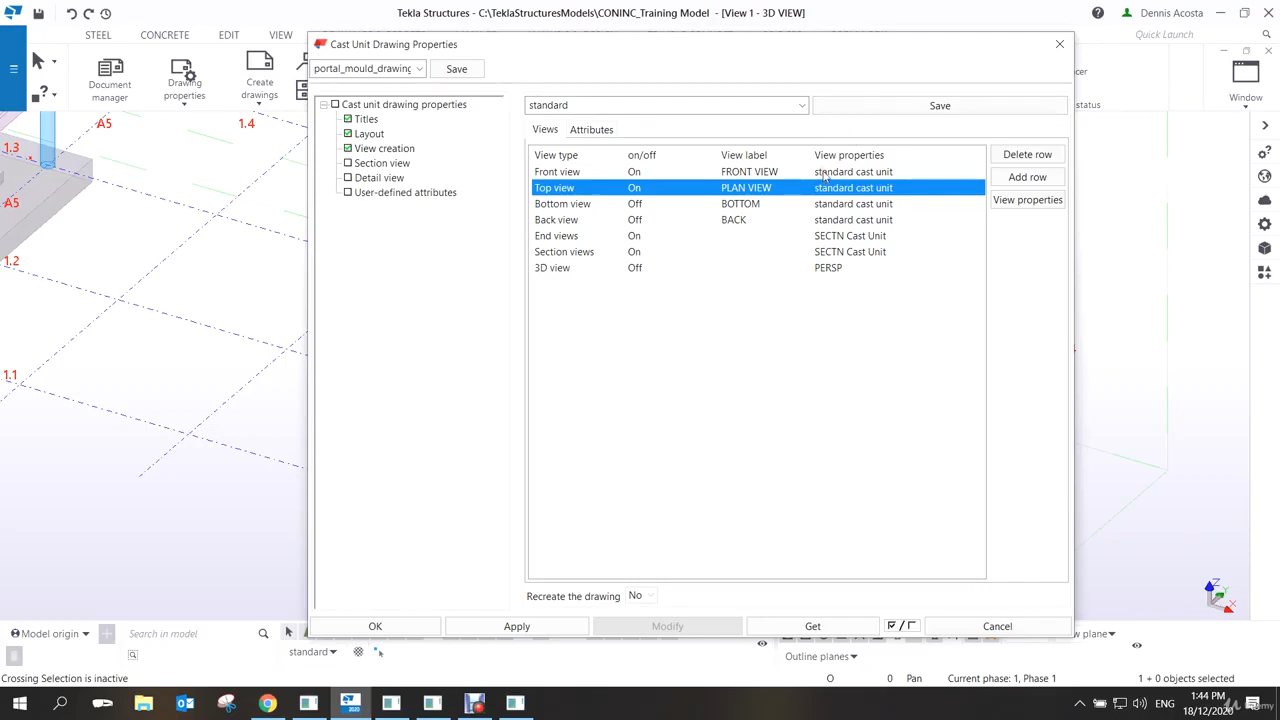 Tekla Structures - C:\TeklaStructuresModels\CONINC_Training Model - [View 1 - 3D VIEW]
Dennis Acosta
STEEL CONCRETE EDIT VIEW
Quick Launch
Cast Unit Drawing Properties
portal_mould_drawing Save
Document manager
Drawing properties
Create drawings
Window
status
Cast unit drawing properties
Titles
Layout
View creation
Section view
Detail view
User-defined attributes
standard Save
Views Attributes
View type on/off View label View properties
Front view On FRONT VIEW standard cast unit
Top view On PLAN VIEW standard cast unit
Bottom view Off BOTTOM standard cast unit
Back view Off BACK standard cast unit
End views On SECTN Cast Unit
Section views On SECTN Cast Unit
3D view Off PERSP
Delete row
Add row
View properties
A5 1.4
1.3
A5
1.2
1.1
Recreate the drawing No
OK Apply Modify Get Cancel
Model origin Search in model
standard
Outline planes
Crossing Selection is inactive
O 0 Pan Current phase: 1, Phase 1 1 + 0 objects selected
2020
ENG
1:44 PM
18/12/2020